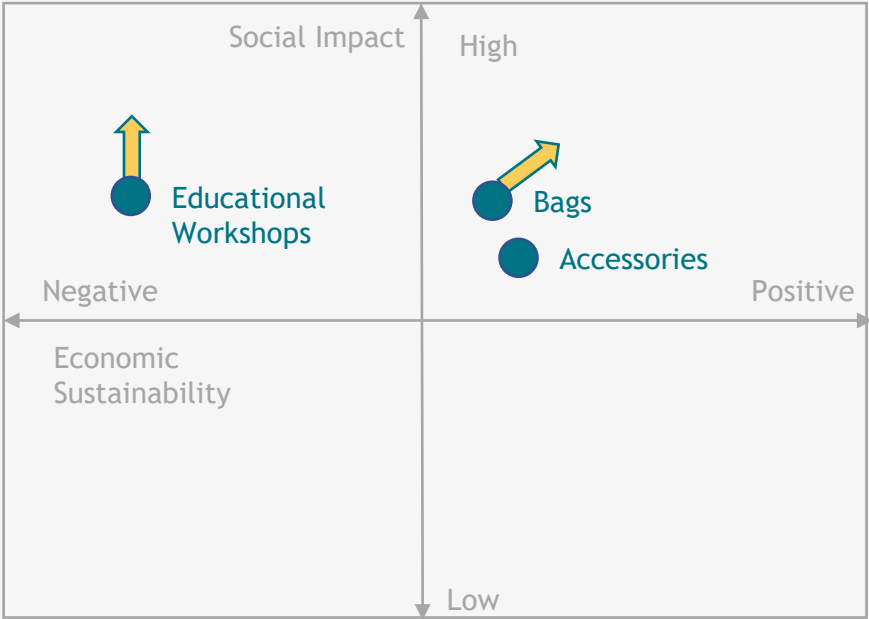 Social Impact
High
Educational
Workshops
Bags
Accessories
Negative
Positive
Economic
Sustainability
Low